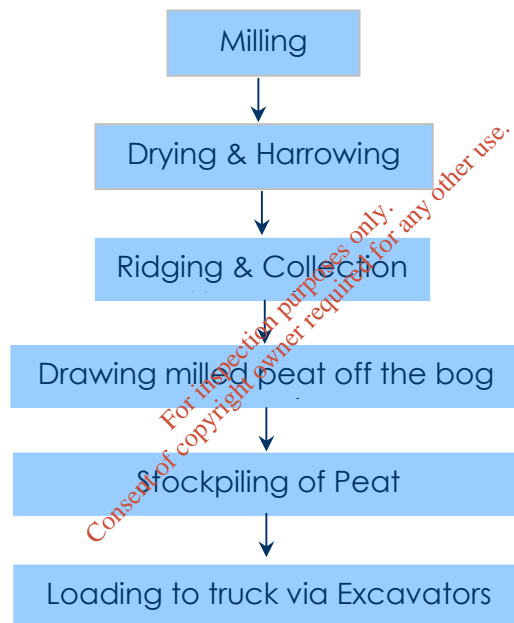 Milling
Drying & Harrowing
Ridging & Collection
Drawing milled peat off the bog
Stockpiling of Peat
Loading to truck via Excavators
For inspection purposes only.
Consent of copyright owner required for any other use.